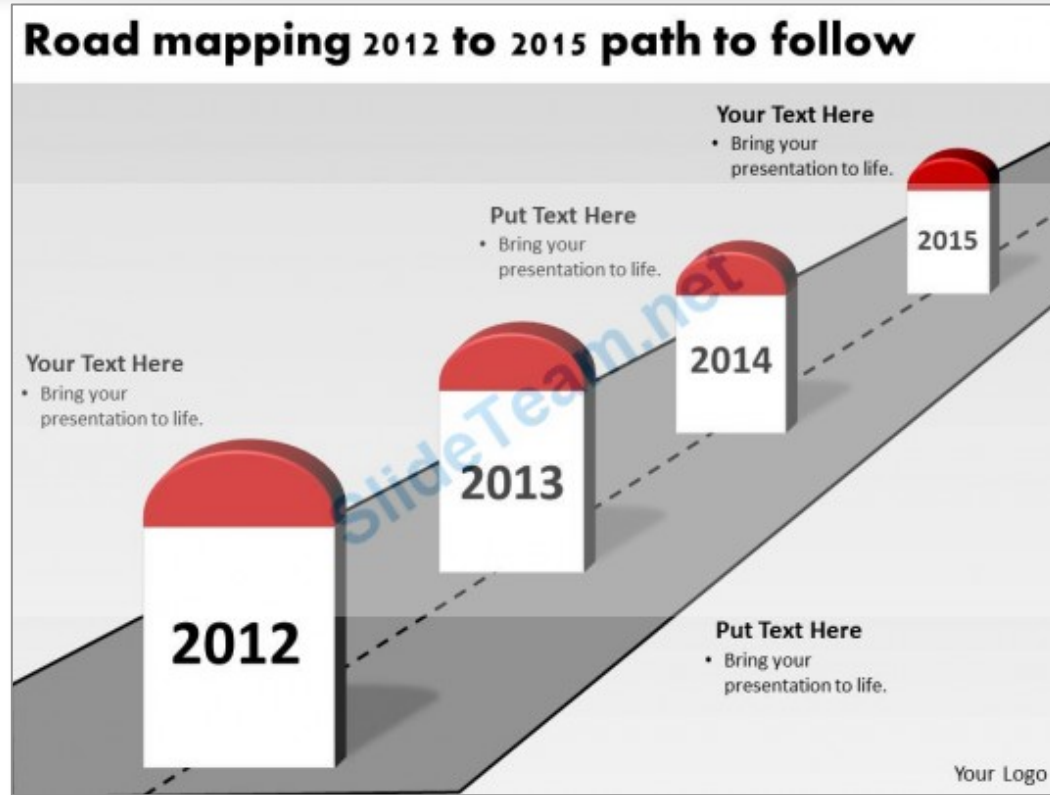 Road mapping 2012 to 2015 path to follow
Your Text Here
• Bring your
presentation to life.
2015
Put Text Here
• Bring your
presentation to life.
2014
Your Text Here
• Bring your
presentation to life.
2013
2012
Put Text Here
• Bring your
presentation to life.
SlideTeam.net
Your Logo